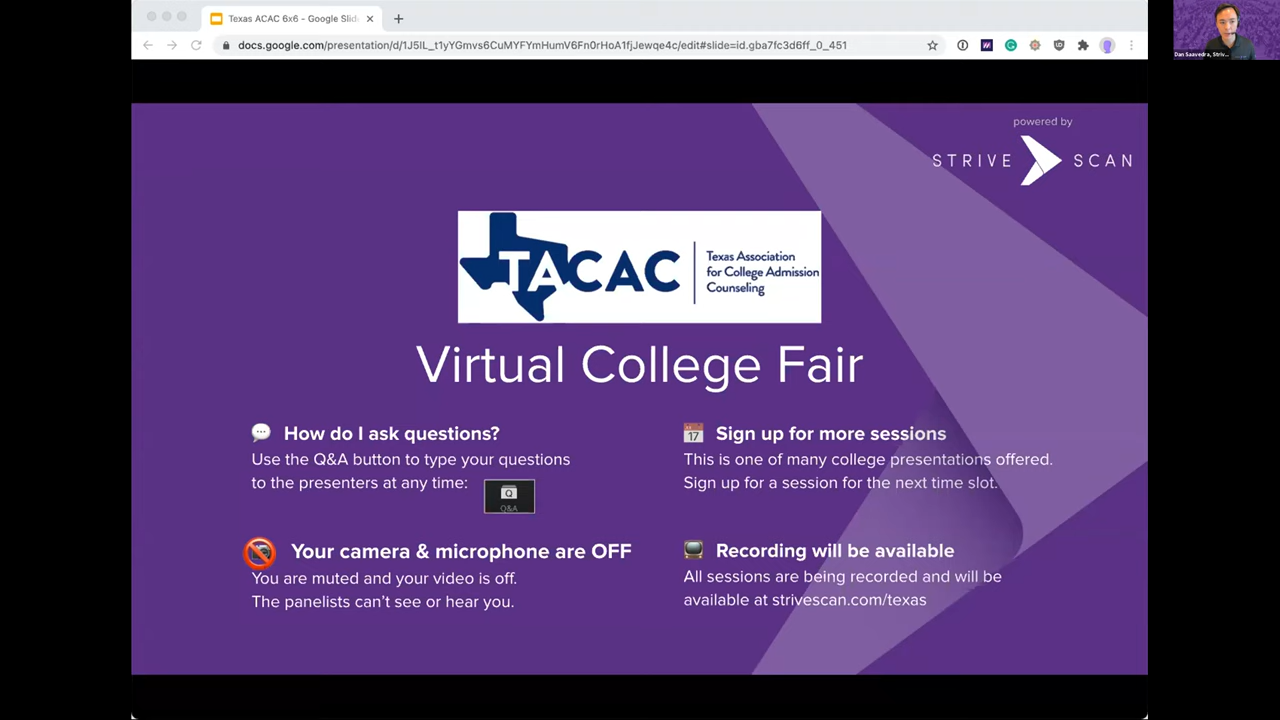 Texas ACAC 6x6 - Google Slid
docs.google.com/presentation/d/1J5IL_t1yYGmvs6CuMYFYmHumV6Fn0rHoA1fjJewqe4c/edit#slide=id.gba7fc3d6ff_0_451
Dan Saavedra, Striv...
powered by
STRIVE SCAN
TACAC
Texas Association
for College Admission
Counseling
Virtual College Fair
How do I ask questions?
Use the Q&A button to type your questions
to the presenters at any time:
Q&A
Sign up for more sessions
This is one of many college presentations offered.
Sign up for a session for the next time slot.
Your camera & microphone are OFF
You are muted and your video is off.
The panelists can't see or hear you.
Recording will be available
All sessions are being recorded and will be
available at strivescan.com/texas